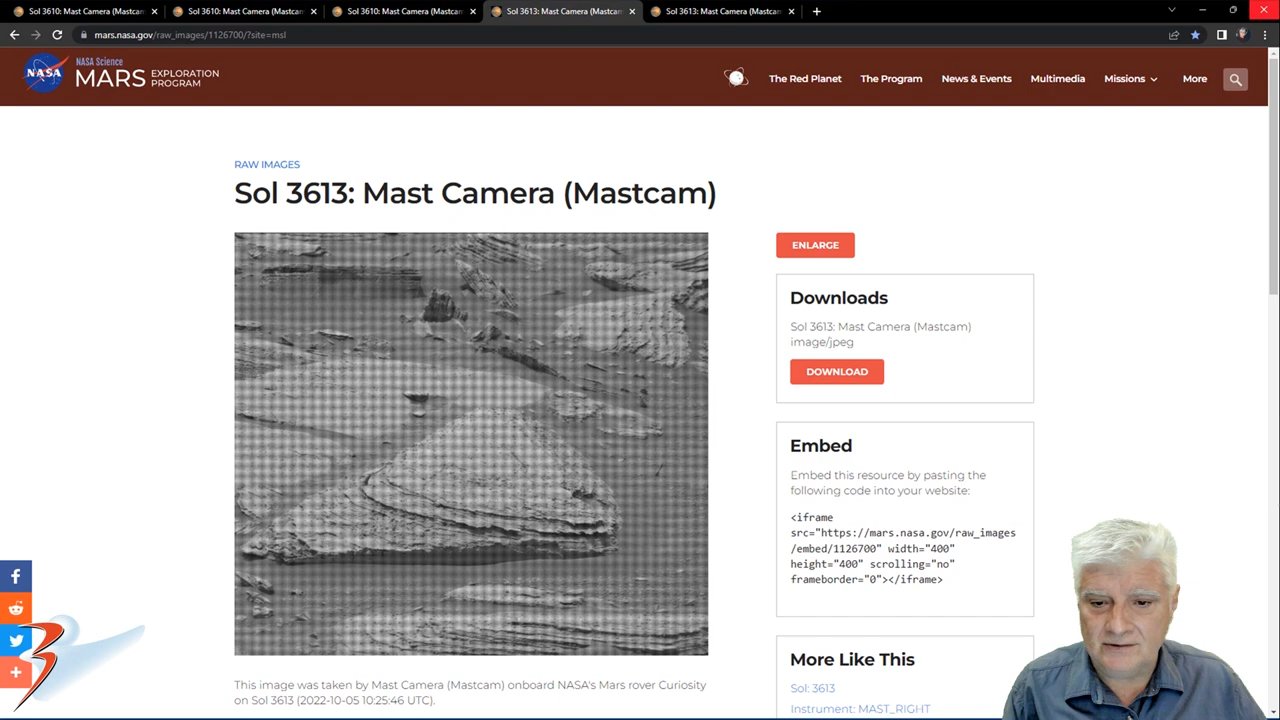 Sol 3610: Mast Camera (Mastcam) Sol 3610: Mast Camera (Mastcam) Sol 3610: Mast Camera (Mastcam) Sol 3613: Mast Camera (Mastcam) Sol 3613: Mast Camera (Mastcam)
mars.nasa.gov/raw_images/1126700/?site=msl
NASA
NASA Science
MARS EXPLORATION PROGRAM
The Red Planet The Program News & Events Multimedia Missions More
RAW IMAGES
Sol 3613: Mast Camera (Mastcam)
ENLARGE
Downloads
Sol 3613: Mast Camera (Mastcam)
image/jpeg
DOWNLOAD
Embed
Embed this resource by pasting the
following code into your website:
<iframe
src="https://mars.nasa.gov/raw_images
/embed/1126700" width="400"
height="400" scrolling="no"
frameborder="0"></iframe>
More Like This
Sol: 3613
Instrument: MAST_RIGHT
This image was taken by Mast Camera (Mastcam) onboard NASA's Mars rover Curiosity
on Sol 3613 (2022-10-05 10:25:46 UTC).